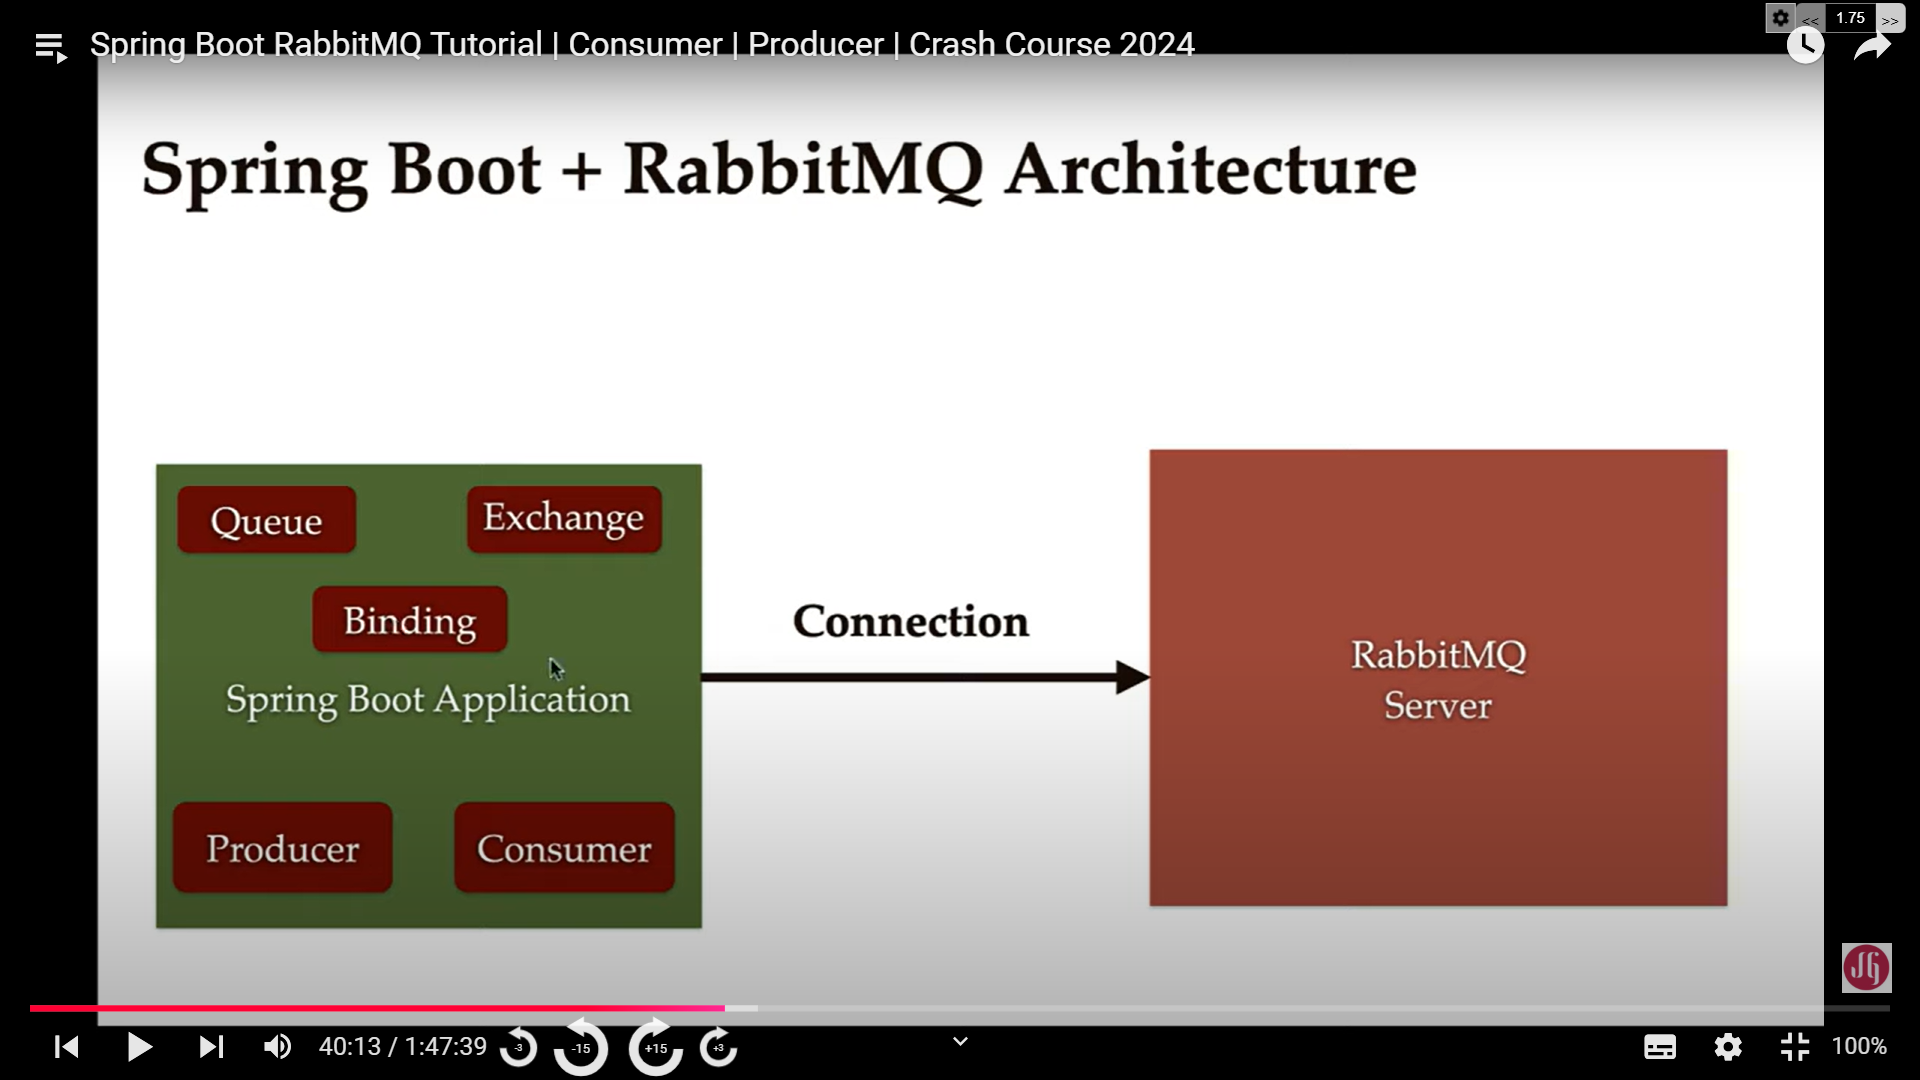 Spring Boot RabbitMQ Tutorial | Consumer | Producer | Crash Course 2024
<< 1.75 >>
Spring Boot + RabbitMQ Architecture
Queue
Exchange
Binding
Spring Boot Application
Producer
Consumer
Connection
RabbitMQ
Server
JG
40:13 / 1:47:39
-3
-15
+15
+3
100%